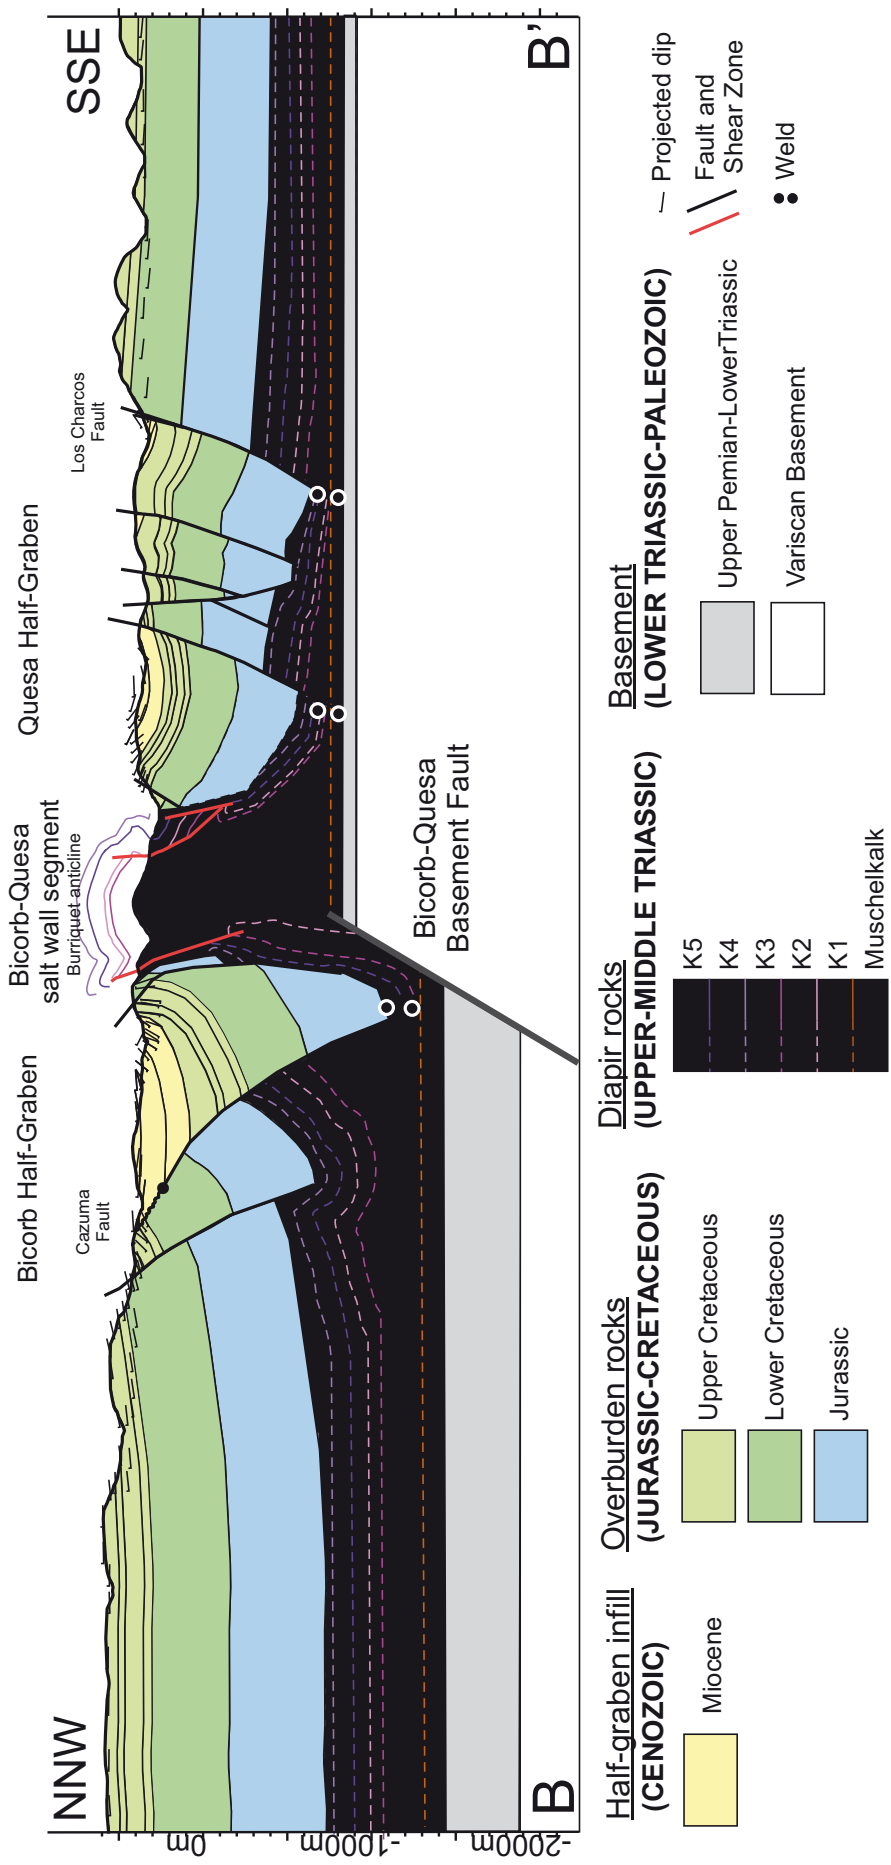 NNW
SSE
Bicorb Half-Graben
Bicorb-Quesa
salt wall segment
Burriquet anticline
Quesa Half-Graben
Cazuma
Fault
Los Charcos
Fault
0m
-1000m
-2000m
Bicorb-Quesa
Basement Fault
B
B'
Half-graben infill
(CENOZOIC)
Miocene
Overburden rocks
(JURASSIC-CRETACEOUS)
Upper Cretaceous
Lower Cretaceous
Jurassic
Diapir rocks
(UPPER-MIDDLE TRIASSIC)
K5
K4
K3
K2
K1
Muschelkalk
Basement
(LOWER TRIASSIC-PALEOZOIC)
Upper Pemian-LowerTriassic
Variscan Basement
Projected dip
Fault and
Shear Zone
Weld